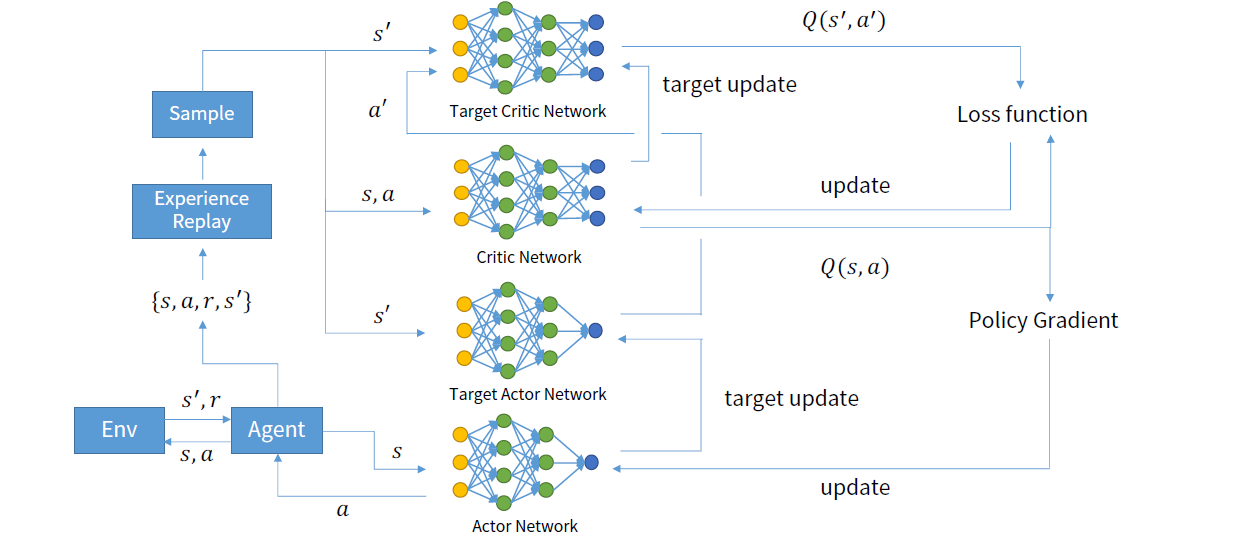 s′
Q(s′, a′)
target update
Sample
a′
Target Critic Network
Loss function
Experience
Replay
s, a
update
Critic Network
Q(s, a)
{s, a, r, s′}
s′
Policy Gradient
Target Actor Network
target update
s′, r
Env
Agent
s, a
s
update
a
Actor Network